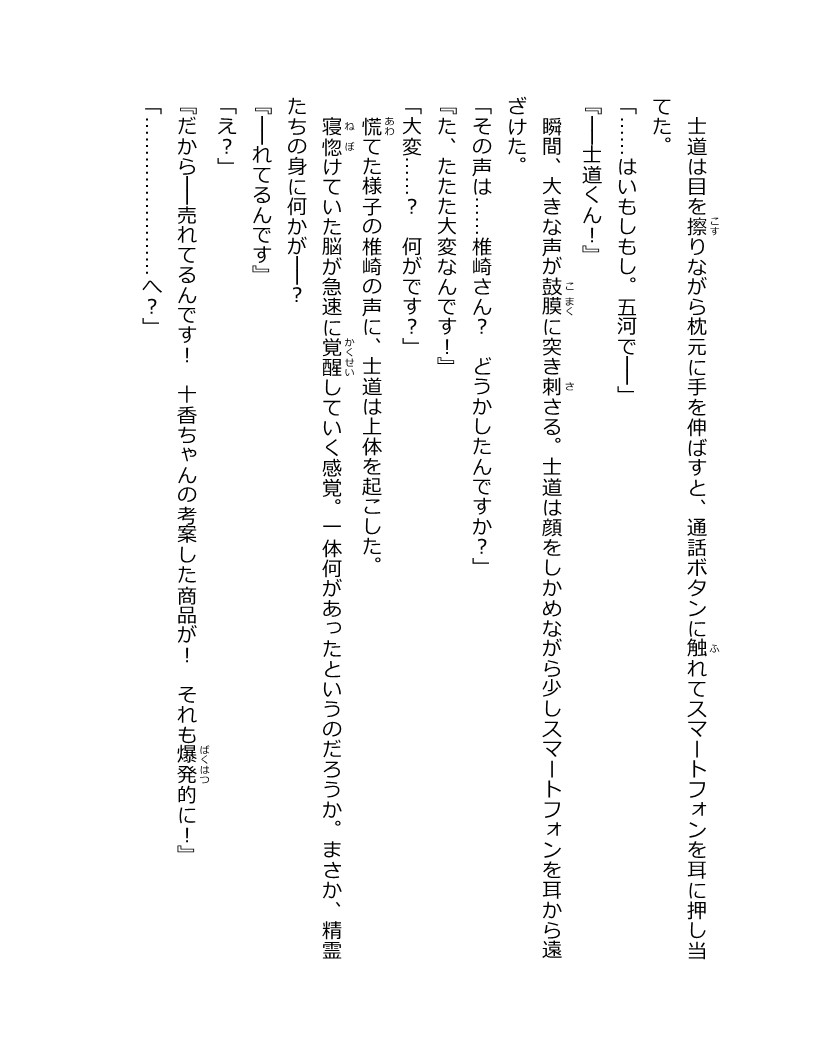 士道は目を擦りながら枕元に手を伸ばすと、通話ボタンに触れてスマートフォンを耳に押し当
てた。
「……はいもしもし。五河で──」
『──士道くん！』
瞬間、大きな声が鼓膜に突き刺さる。士道は顔をしかめながら少しスマートフォンを耳から遠
ざけた。
「その声は……椎崎さん？　どうかしたんですか？」
『た、たたた大変なんです！』
「大変……？　何がです？」
慌てた様子の椎崎の声に、士道は上体を起こした。
寝惚けていた脳が急速に覚醒していく感覚。一体何があったというのだろうか。まさか、精霊
たちの身に何かが──？
『──れてるんです』
「え？」
『だから──売れてるんです！　十香ちゃんの考案した商品が！　それも爆発的に！』
「……………………へ？」